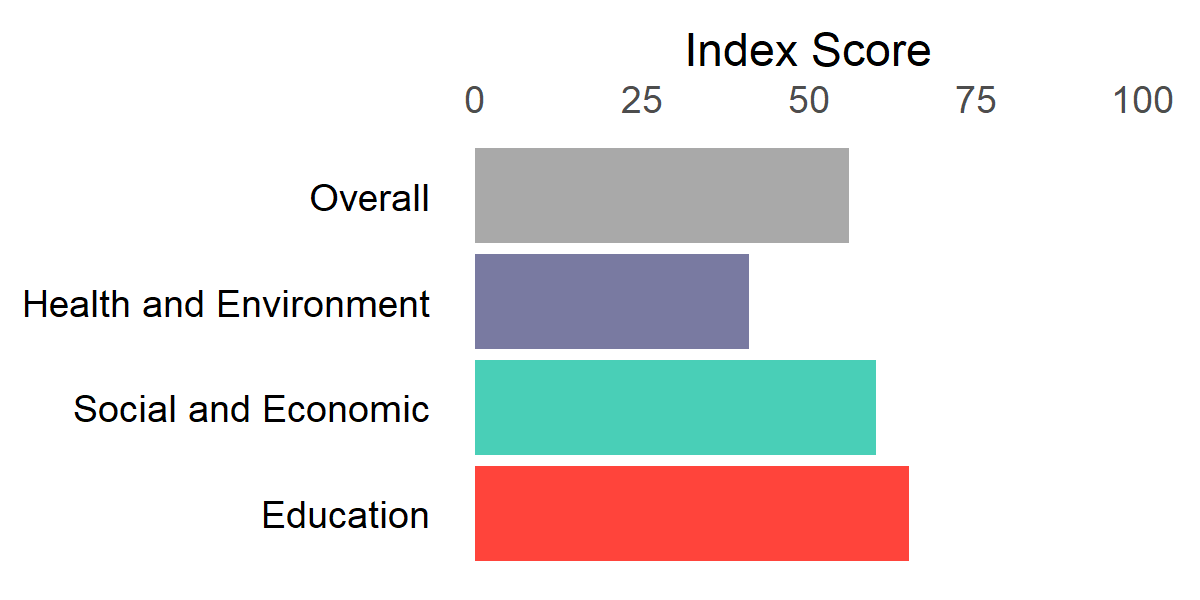 Index Score
0 25 50 75 100
Overall
Health and Environment
Social and Economic
Education